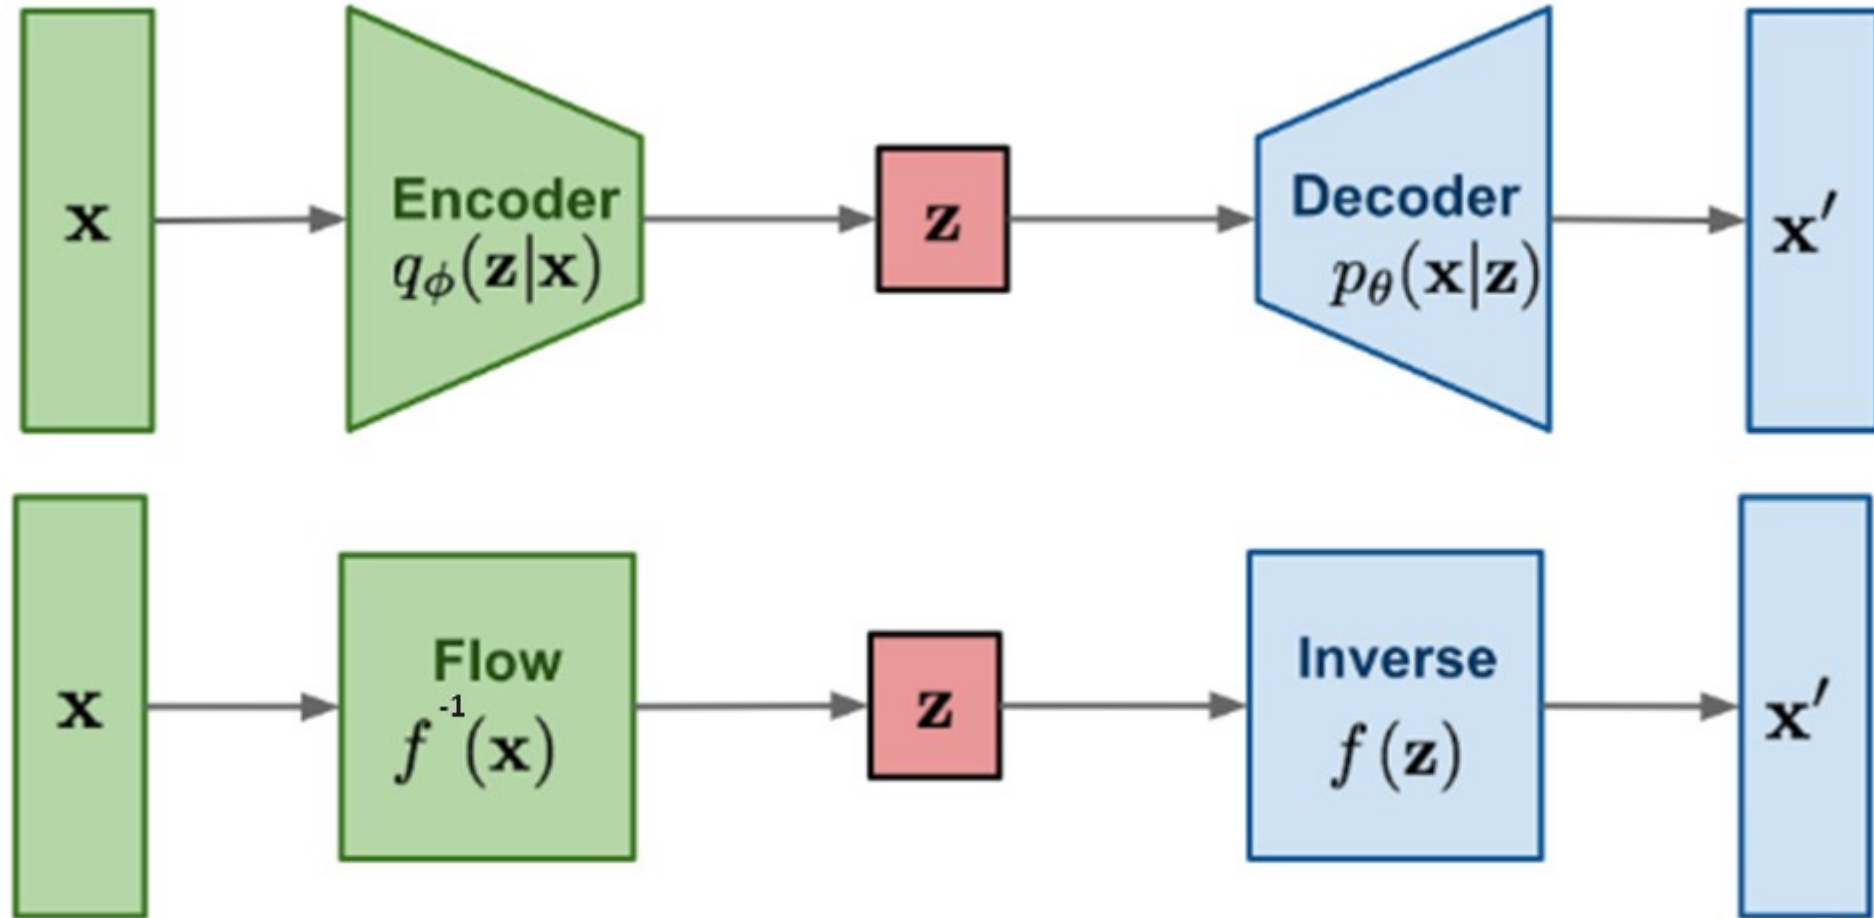 x
Encoder
qϕ(z|x)
z
Decoder
pθ(x|z)
x′
x
Flow
f⁻¹(x)
z
Inverse
f(z)
x′